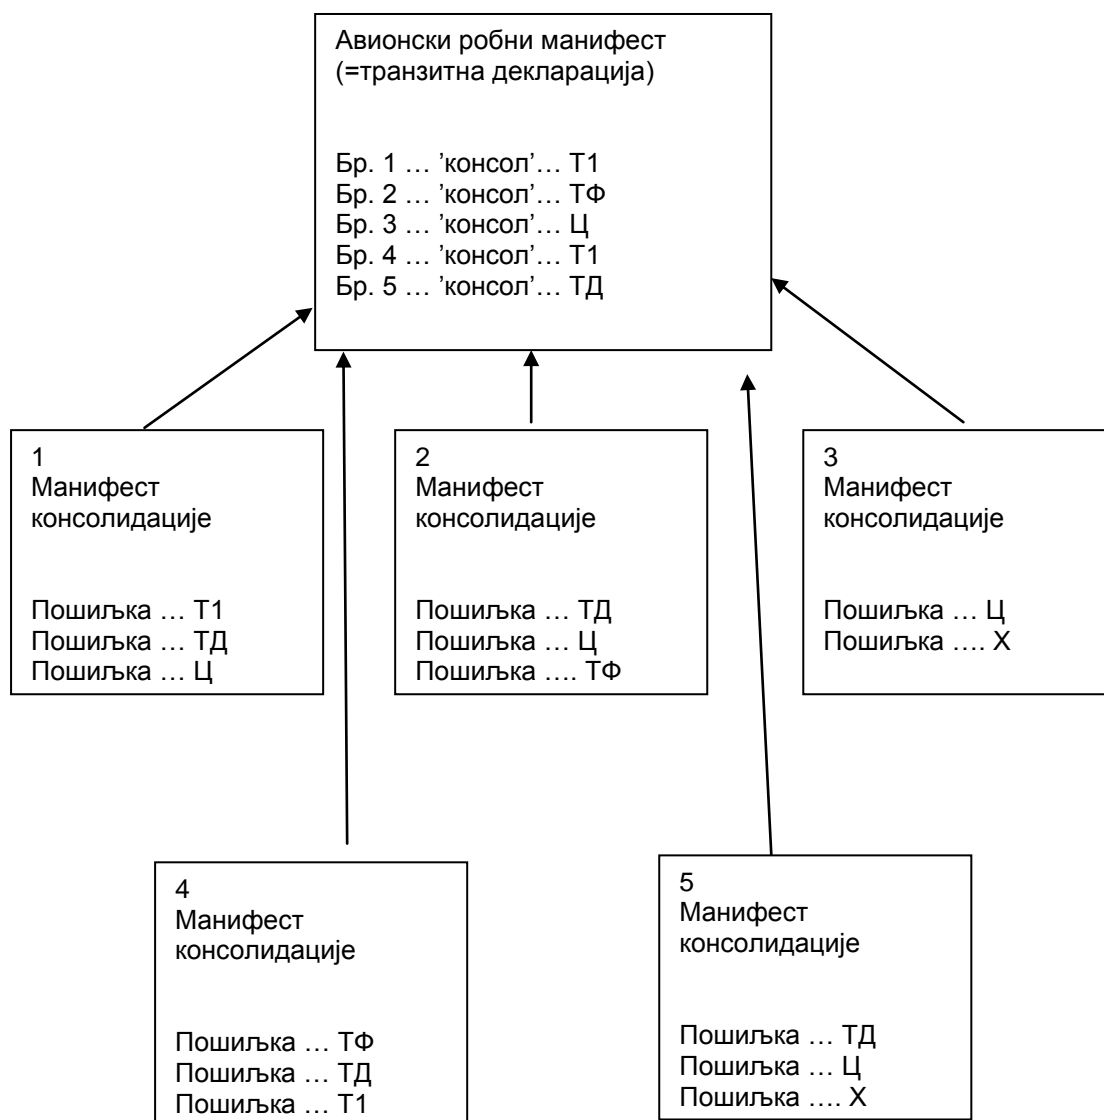 Авионски робни манифест
(=транзитна декларација)
Бр. 1 … ’консол’… Т1
Бр. 2 … ’консол’… ТФ
Бр. 3 … ’консол’… Ц
Бр. 4 … ’консол’… Т1
Бр. 5 … ’консол’… ТД
1
Манифест
консолидације
Пошиљка … Т1
Пошиљка … ТД
Пошиљка … Ц
2
Манифест
консолидације
Пошиљка … ТД
Пошиљка … Ц
Пошиљка …. ТФ
3
Манифест
консолидације
Пошиљка … Ц
Пошиљка …. Х
4
Манифест
консолидације
Пошиљка … ТФ
Пошиљка … ТД
Пошиљка … Т1
5
Манифест
консолидације
Пошиљка … ТД
Пошиљка … Ц
Пошиљка …. Х